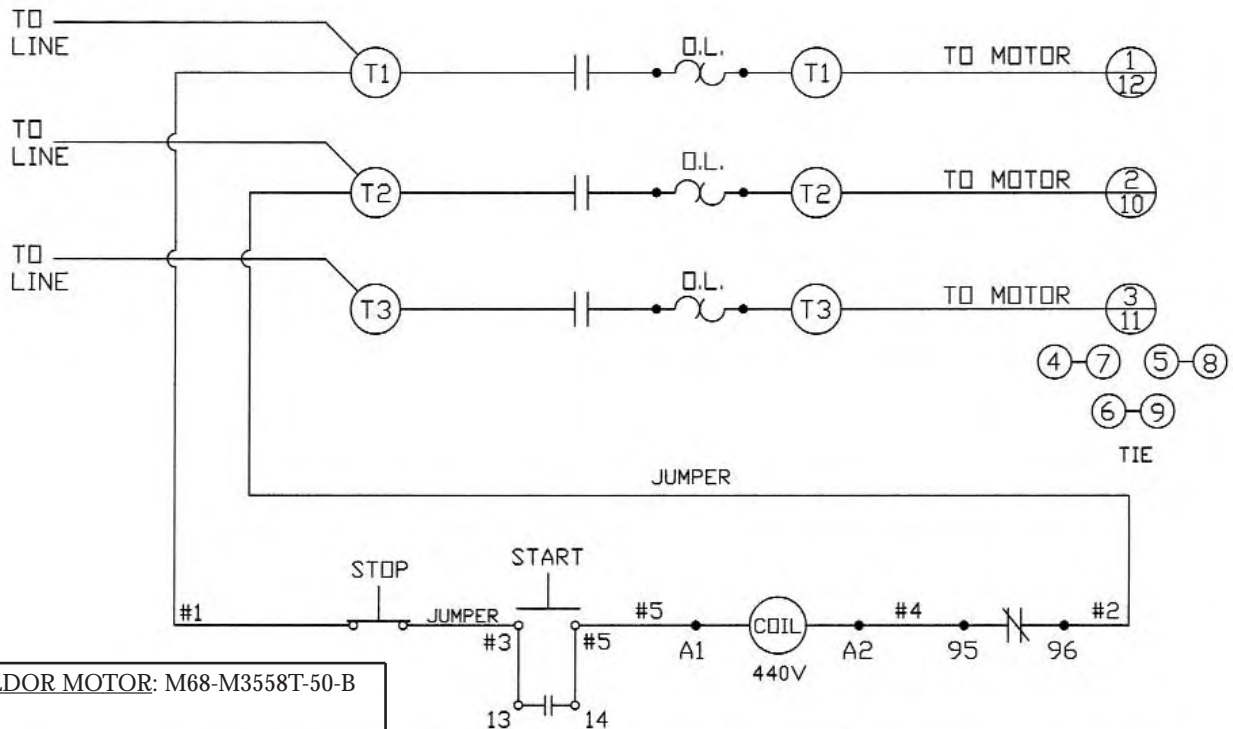 TO
LINE
T1
O.L.
T1
TO MOTOR
1
12
TO
LINE
T2
O.L.
T2
TO MOTOR
2
10
TO
LINE
T3
O.L.
T3
TO MOTOR
3
11
4 7 5 8
6 9
TIE
JUMPER
START
STOP
#1
JUMPER
#3
#5
#5
A1
COIL
440V
A2
#4
95
96
#2
13
14
LDOR MOTOR: M68-M3558T-50-B